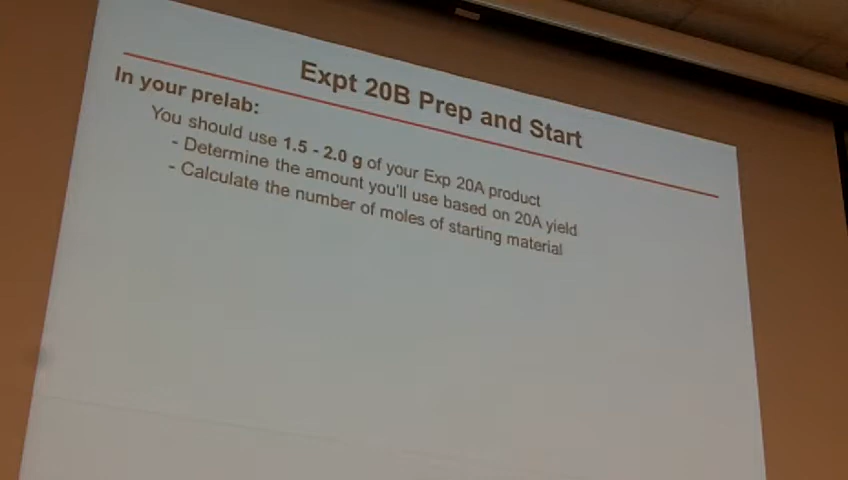 Expt 20B Prep and Start
In your prelab:
You should use 1.5 - 2.0 g of your Exp 20A product
- Determine the amount you'll use based on 20A yield
- Calculate the number of moles of starting material